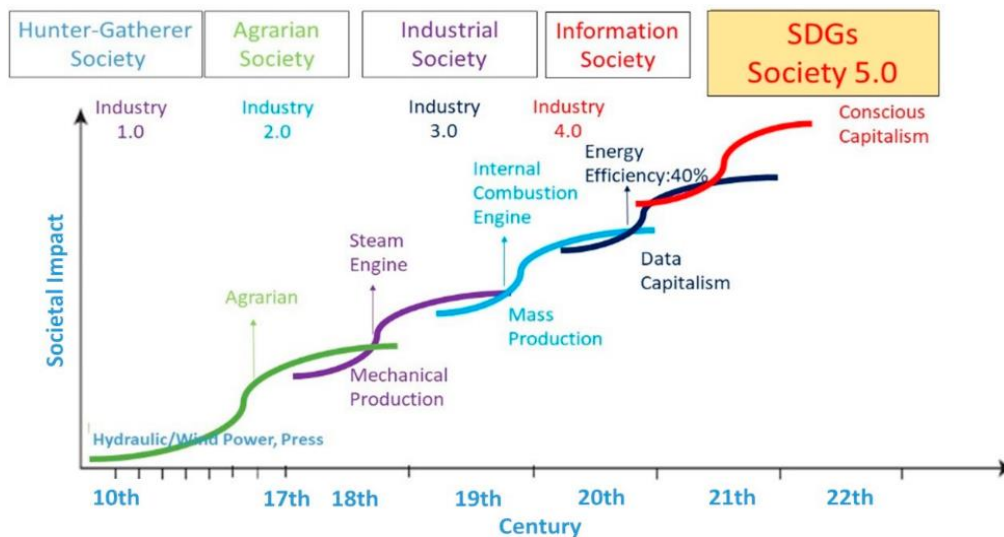 Hunter-Gatherer
Society
Agrarian
Society
Industrial
Society
Information
Society
SDGs
Society 5.0
Industry
1.0
Industry
2.0
Industry
3.0
Industry
4.0
Conscious
Capitalism
Energy
Efficiency:40%
Internal
Combustion
Engine
Steam
Engine
Data
Capitalism
Agrarian
Mass
Production
Mechanical
Production
Hydraulic/Wind Power, Press
Societal Impact
10th 17th 18th 19th 20th 21th 22th
Century